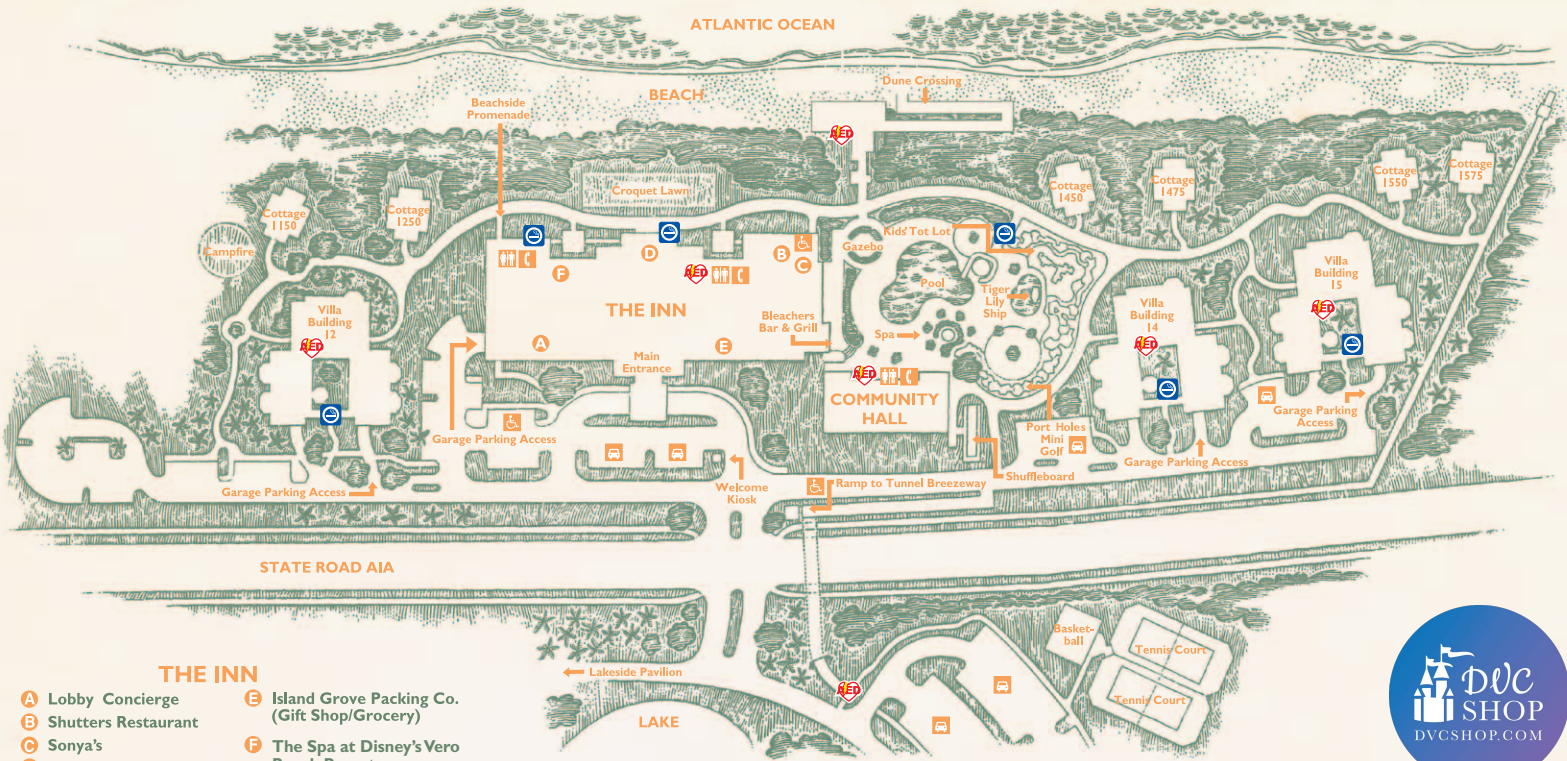 ATLANTIC OCEAN
Dune Crossing
BEACH
Beachside
Promenade
AED
Cottage
1150
Cottage
1250
Croquet Lawn
Cottage
1450
Cottage
1475
Cottage
1550
Cottage
1575
Campfire
Gazebo
Kids' Tot Lot
D
B
C
F
AED
Pool
Tiger
Lily
Ship
Villa
Building
15
AED
Villa
Building
12
AED
THE INN
Bleachers
Bar & Grill
Spa
Villa
Building
14
AED
A
E
Main
Entrance
AED
COMMUNITY
HALL
Garage Parking
Access
Garage Parking Access
Port Holes
Mini
Golf
Garage Parking Access
Shuffleboard
Garage Parking Access
Welcome
Kiosk
Ramp to Tunnel Breezeway
STATE ROAD A1A
Basket-
ball
Tennis Court
Tennis Court
Lakeside Pavilion
AED
LAKE
THE INN
A Lobby Concierge
B Shutters Restaurant
C Sonya's
E Island Grove Packing Co.
(Gift Shop/Grocery)
F The Spa at Disney's Vero
DVC
SHOP
DVCSHOP.COM